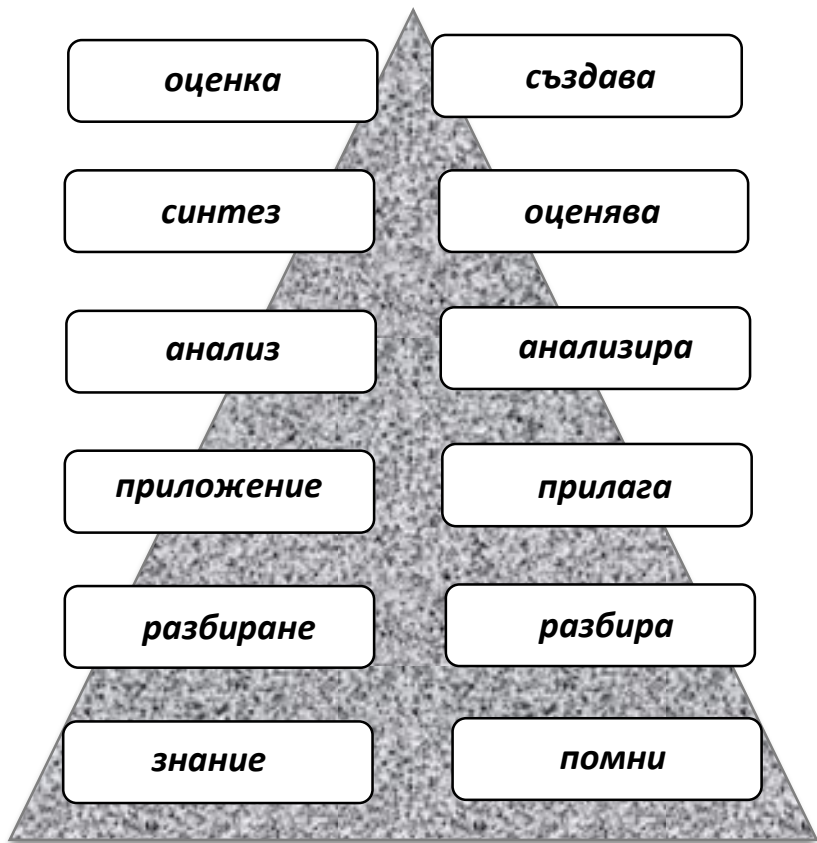 оценка
създава
синтез
оценява
анализ
анализира
приложение
прилага
разбиране
разбира
знание
помни